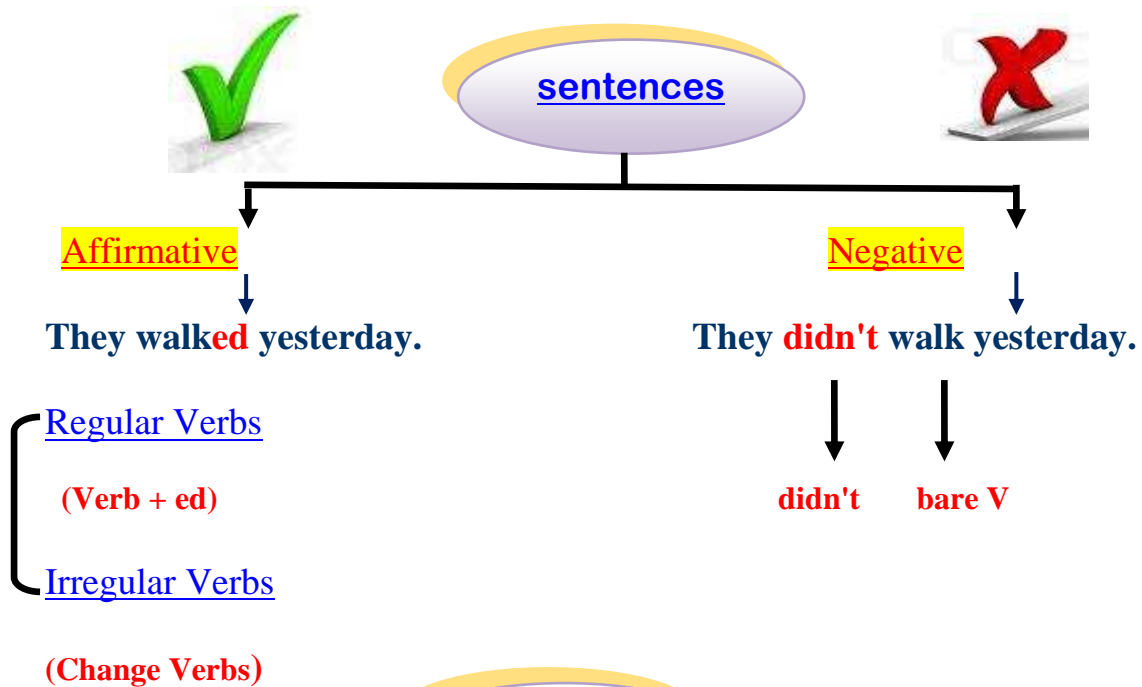 sentences
Affirmative
Negative
They walked yesterday.
They didn't walk yesterday.
Regular Verbs
(Verb + ed)
didn't bare V
Irregular Verbs
(Change Verbs)